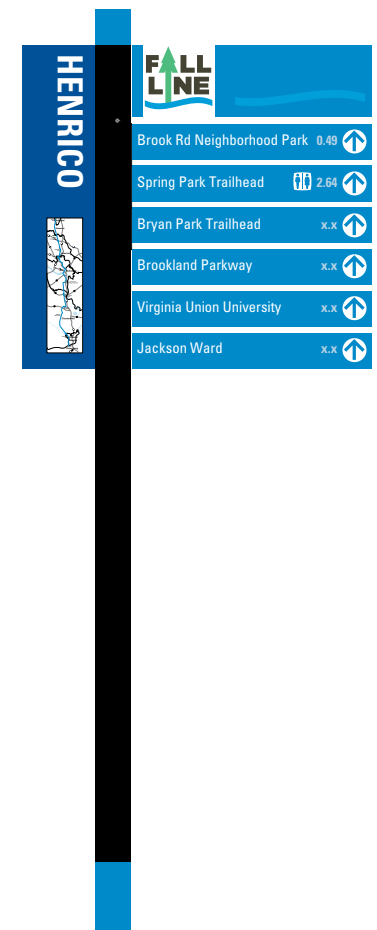 HENRICO
FALL
LINE
Brook Rd Neighborhood Park 0.49
Spring Park Trailhead 2.64
Bryan Park Trailhead x.x
Brookland Parkway x.x
Virginia Union University x.x
Jackson Ward x.x